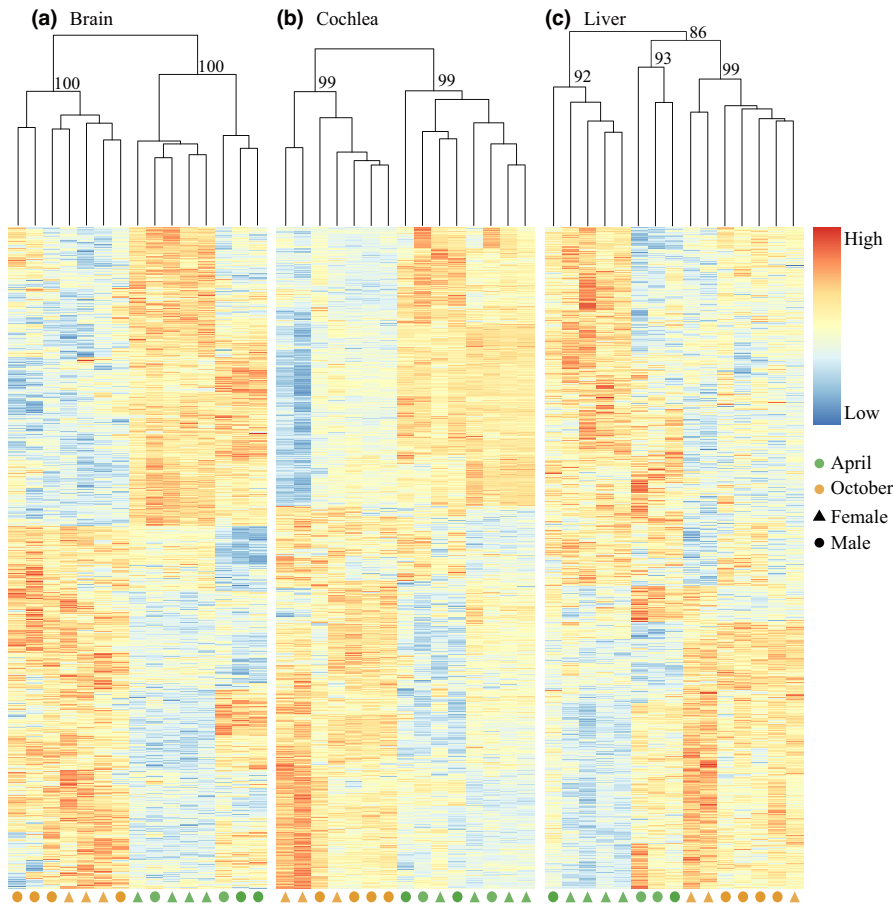 (a) Brain
(b) Cochlea
(c) Liver
100
100
99
99
92
86
93
99
High
Low
April
October
Female
Male